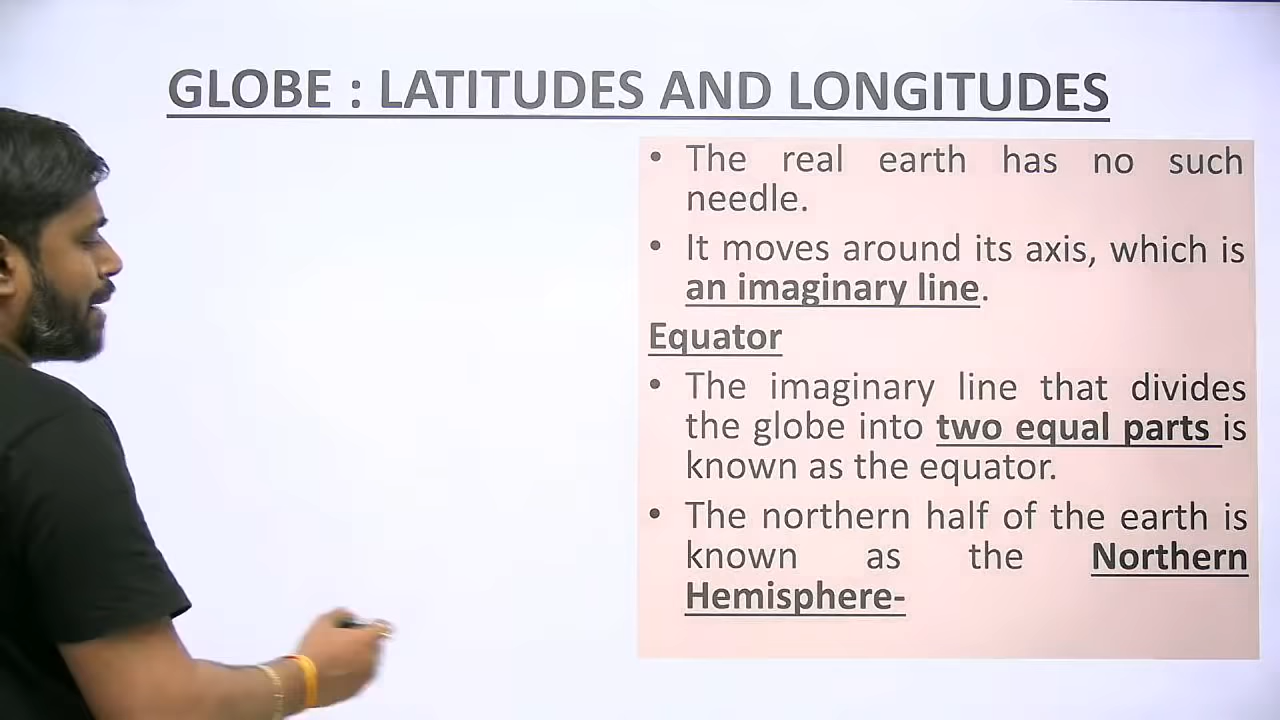 GLOBE : LATITUDES AND LONGITUDES
• The real earth has no such
needle.
• It moves around its axis, which is
an imaginary line.
Equator
• The imaginary line that divides
the globe into two equal parts is
known as the equator.
• The northern half of the earth is
known as the Northern
Hemisphere-